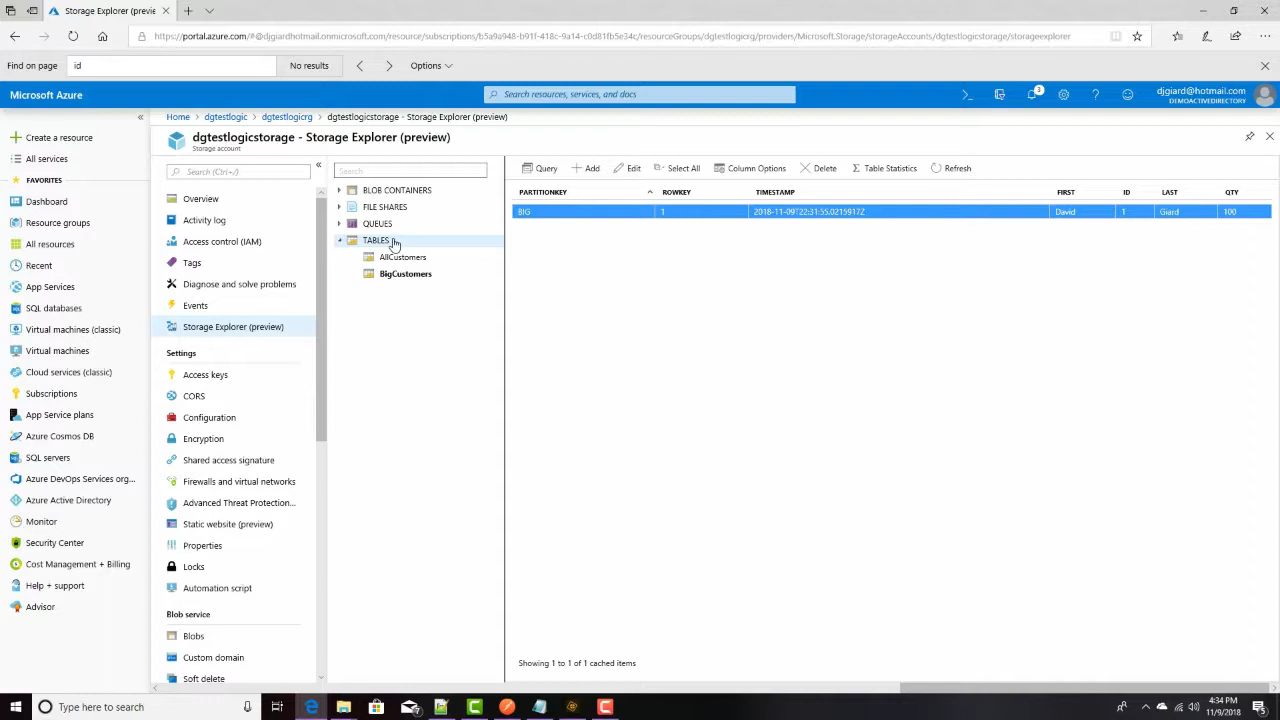 Storage Explorer (previe
https://portal.azure.com/#@djgiardhotmail.onmicrosoft.com/resource/subscriptions/b5a9a948-b91f-418c-9a14-c0d81fb5e34c/resourceGroups/dgtestlogicrg/providers/Microsoft.Storage/storageAccounts/dgtestlogicstorage/storageexplorer
Find on page id No results Options
Microsoft Azure
Search resources, services, and docs
3
djgiard@hotmail.com
DEMOACTIVEDIRECTORY
Home dgtestlogic dgtestlogicrg dgtestlogicstorage - Storage Explorer (preview)
dgtestlogicstorage - Storage Explorer (preview)
Storage account
Create a resource
All services
FAVORITES
Dashboard
Resource groups
All resources
Recent
App Services
SQL databases
Virtual machines (classic)
Virtual machines
Cloud services (classic)
Subscriptions
App Service plans
Azure Cosmos DB
SQL servers
Azure DevOps Services org...
Azure Active Directory
Monitor
Security Center
Cost Management + Billing
Help + support
Advisor
Search (Ctrl+/)
Overview
Activity log
Access control (IAM)
Tags
Diagnose and solve problems
Events
Storage Explorer (preview)
Settings
Access keys
CORS
Configuration
Encryption
Shared access signature
Firewalls and virtual networks
Advanced Threat Protection...
Static website (preview)
Properties
Locks
Automation script
Blob service
Blobs
Custom domain
Soft delete
Search
BLOB CONTAINERS
FILE SHARES
QUEUES
TABLES
AllCustomers
BigCustomers
Query Add Edit Select All Column Options Delete Table Statistics Refresh
PARTITIONKEY ROWKEY TIMESTAMP FIRST ID LAST QTY
BIG 1 2018-11-09T22:31:55.0215917Z David 1 Giard 100
Showing 1 to 1 of 1 cached items
Type here to search
4:34 PM
11/9/2018